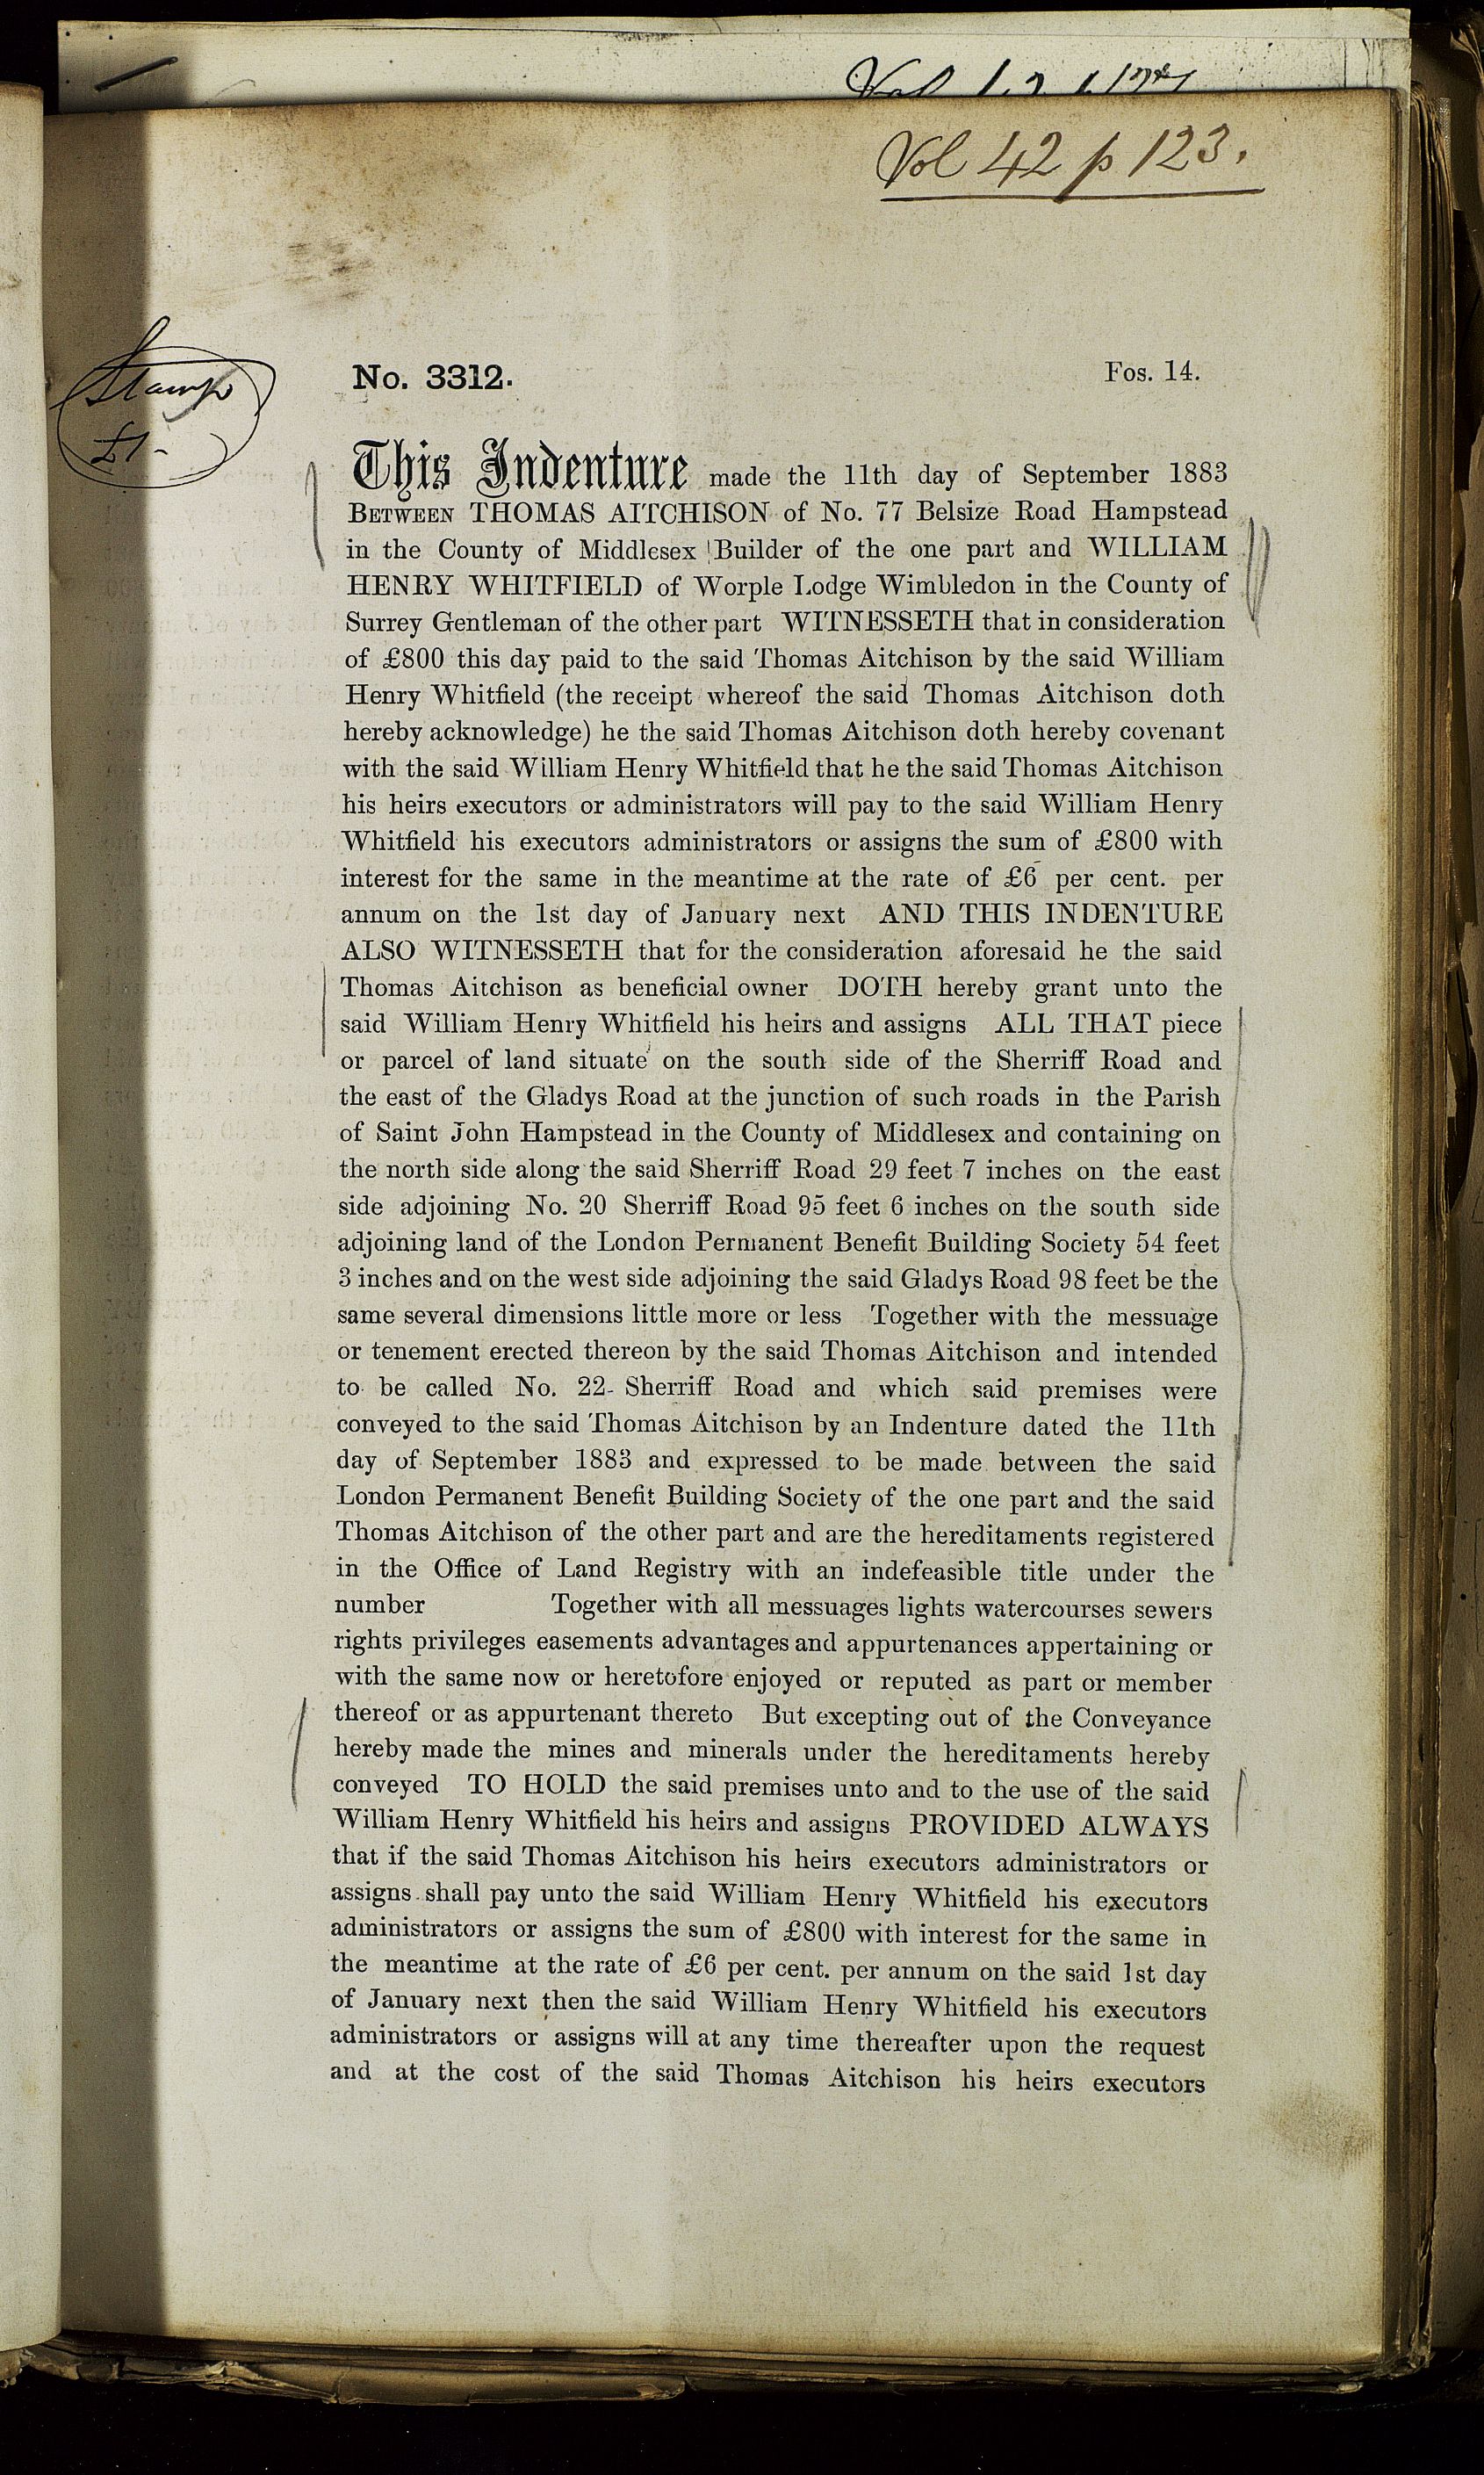 Vol 42 p 123.
No. 3312.
Fos. 14.
Stamp
£1-
This Indenture made the 11th day of September 1883
BETWEEN THOMAS AITCHISON of No. 77 Belsize Road Hampstead
in the County of Middlesex Builder of the one part and WILLIAM
HENRY WHITFIELD of Worple Lodge Wimbledon in the County of
Surrey Gentleman of the other part WITNESSETH that in consideration
of £800 this day paid to the said Thomas Aitchison by the said William
Henry Whitfield (the receipt whereof the said Thomas Aitchison doth
hereby acknowledge) he the said Thomas Aitchison doth hereby covenant
with the said William Henry Whitfield that he the said Thomas Aitchison
his heirs executors or administrators will pay to the said William Henry
Whitfield his executors administrators or assigns the sum of £800 with
interest for the same in the meantime at the rate of £6 per cent. per
annum on the 1st day of January next AND THIS INDENTURE
ALSO WITNESSETH that for the consideration aforesaid he the said
Thomas Aitchison as beneficial owner DOTH hereby grant unto the
said William Henry Whitfield his heirs and assigns ALL THAT piece
or parcel of land situate on the south side of the Sherriff Road and
the east of the Gladys Road at the junction of such roads in the Parish
of Saint John Hampstead in the County of Middlesex and containing on
the north side along the said Sherriff Road 29 feet 7 inches on the east
side adjoining No. 20 Sherriff Road 95 feet 6 inches on the south side
adjoining land of the London Permanent Benefit Building Society 54 feet
3 inches and on the west side adjoining the said Gladys Road 98 feet be the
same several dimensions little more or less Together with the messuage
or tenement erected thereon by the said Thomas Aitchison and intended
to be called No. 22 Sherriff Road and which said premises were
conveyed to the said Thomas Aitchison by an Indenture dated the 11th
day of September 1883 and expressed to be made between the said
London Permanent Benefit Building Society of the one part and the said
Thomas Aitchison of the other part and are the hereditaments registered
in the Office of Land Registry with an indefeasible title under the
number Together with all messuages lights watercourses sewers
rights privileges easements advantages and appurtenances appertaining or
with the same now or heretofore enjoyed or reputed as part or member
thereof or as appurtenant thereto But excepting out of the Conveyance
hereby made the mines and minerals under the hereditaments hereby
conveyed TO HOLD the said premises unto and to the use of the said
William Henry Whitfield his heirs and assigns PROVIDED ALWAYS
that if the said Thomas Aitchison his heirs executors administrators or
assigns shall pay unto the said William Henry Whitfield his executors
administrators or assigns the sum of £800 with interest for the same in
the meantime at the rate of £6 per cent. per annum on the said 1st day
of January next then the said William Henry Whitfield his executors
administrators or assigns will at any time thereafter upon the request
and at the cost of the said Thomas Aitchison his heirs executors